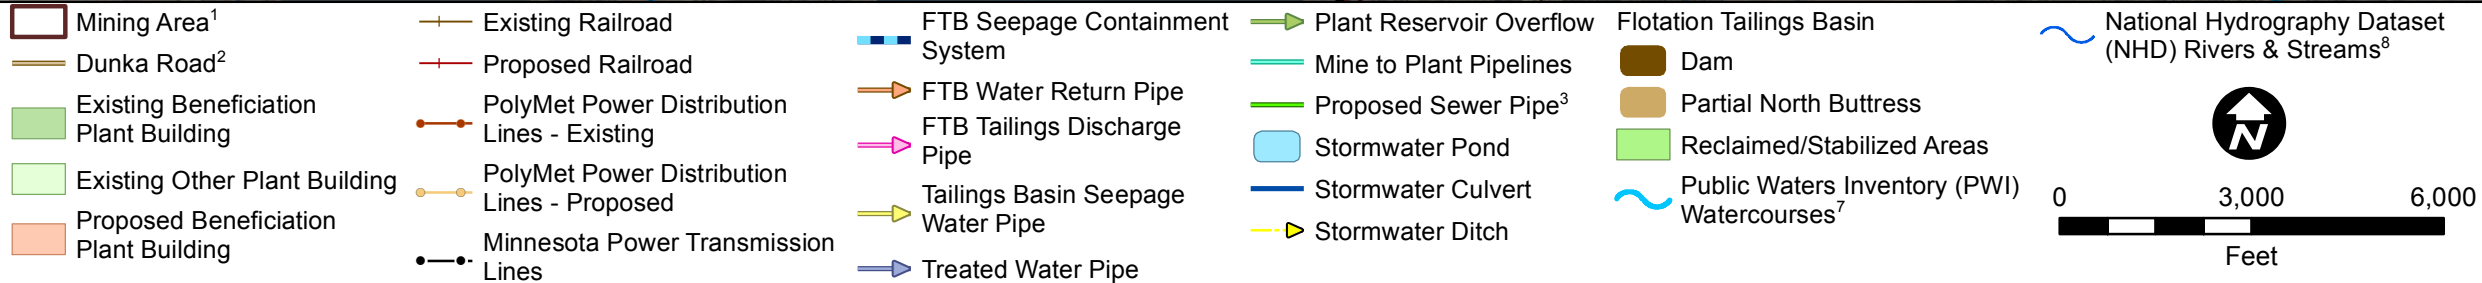 Mining Area¹
Dunka Road²
Existing Beneficiation
Plant Building
Existing Other Plant Building
Proposed Beneficiation
Plant Building
Existing Railroad
Proposed Railroad
PolyMet Power Distribution
Lines - Existing
PolyMet Power Distribution
Lines - Proposed
Minnesota Power Transmission
Lines
FTB Seepage Containment
System
FTB Water Return Pipe
FTB Tailings Discharge
Pipe
Tailings Basin Seepage
Water Pipe
Treated Water Pipe
Plant Reservoir Overflow
Mine to Plant Pipelines
Proposed Sewer Pipe³
Stormwater Pond
Stormwater Culvert
Stormwater Ditch
Flotation Tailings Basin
Dam
Partial North Buttress
Reclaimed/Stabilized Areas
Public Waters Inventory (PWI)
Watercourses⁷
National Hydrography Dataset
(NHD) Rivers & Streams⁸
N
0 3,000 6,000
Feet